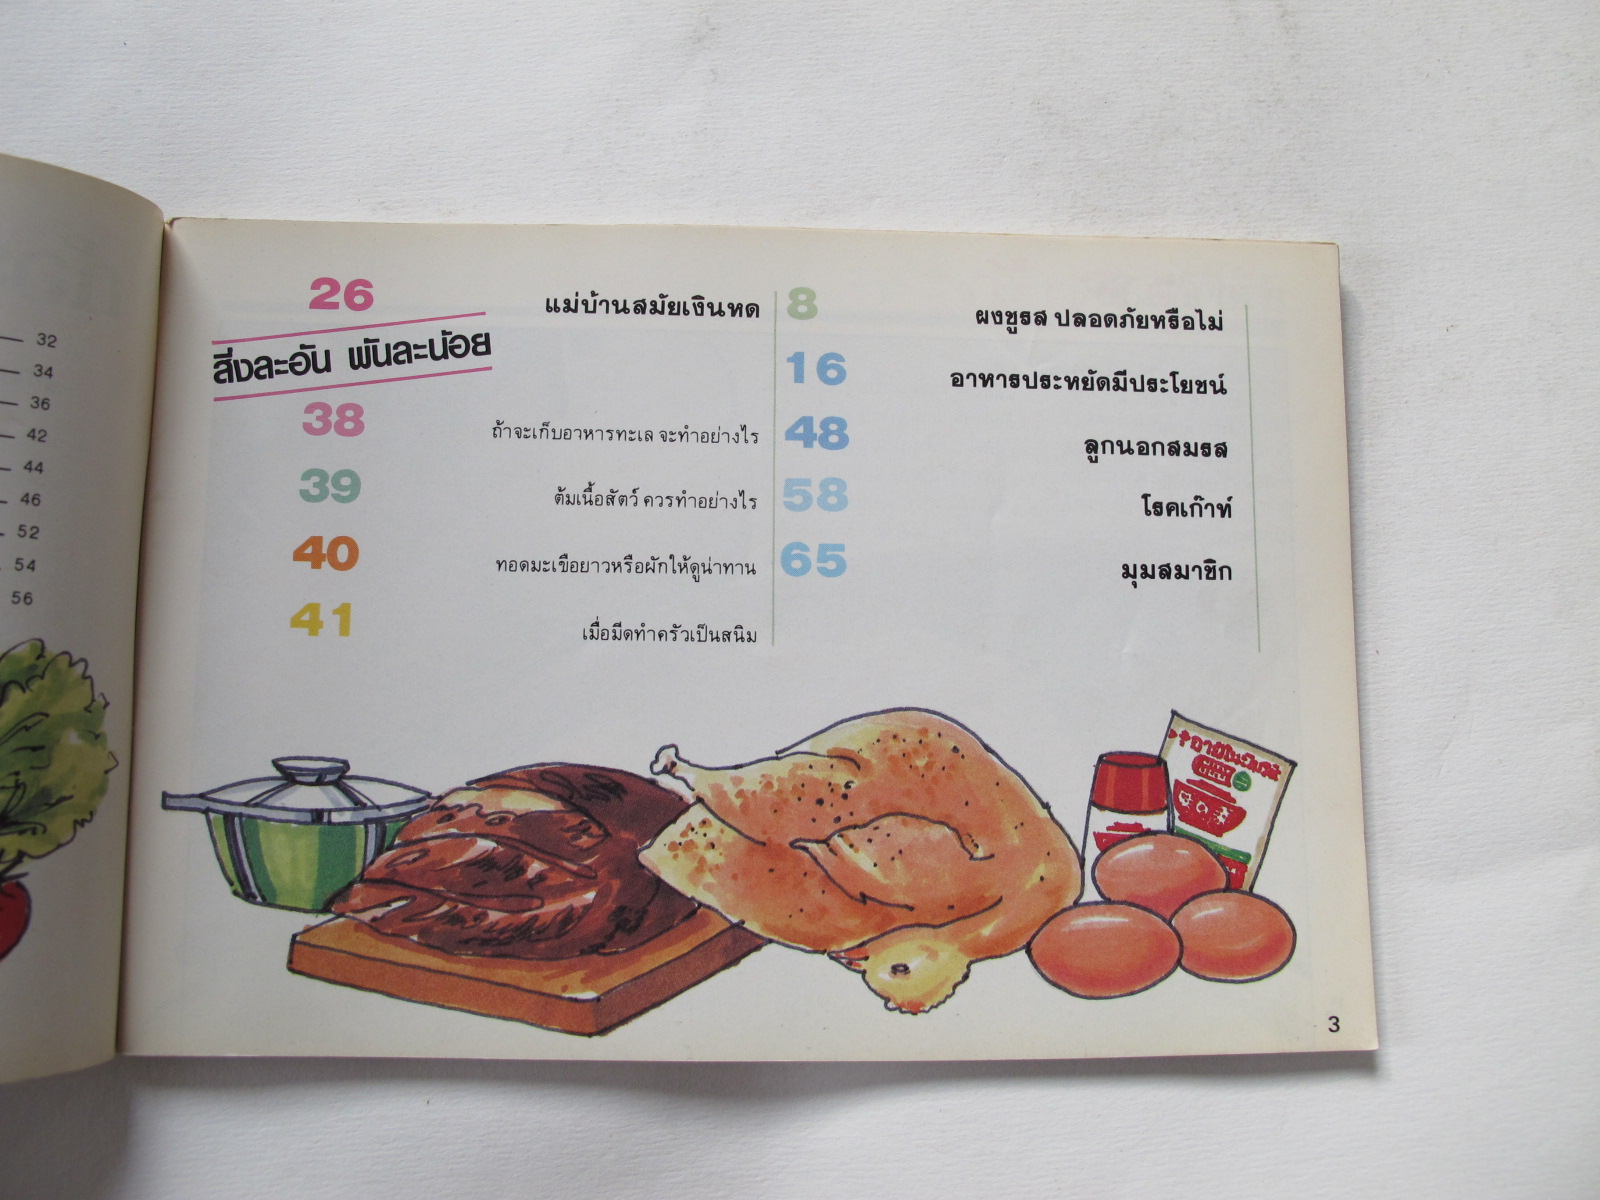 32
34
36
42
44
46
52
54
56
26 แม่บ้านสมัยเงินหด
สิ่งละอัน พันละน้อย
38 ถ้าจะเก็บอาหารทะเล จะทำอย่างไร
39 ต้มเนื้อสัตว์ ควรทำอย่างไร
40 ทอดมะเขือยาวหรือผักให้ดูน่าทาน
41 เมื่อมีดทำครัวเป็นสนิม
8 ผงชูรส ปลอดภัยหรือไม่
16 อาหารประหยัดมีประโยชน์
48 ลูกนอกสมรส
58 โรคเก๊าท์
65 มุมสมาชิก
3